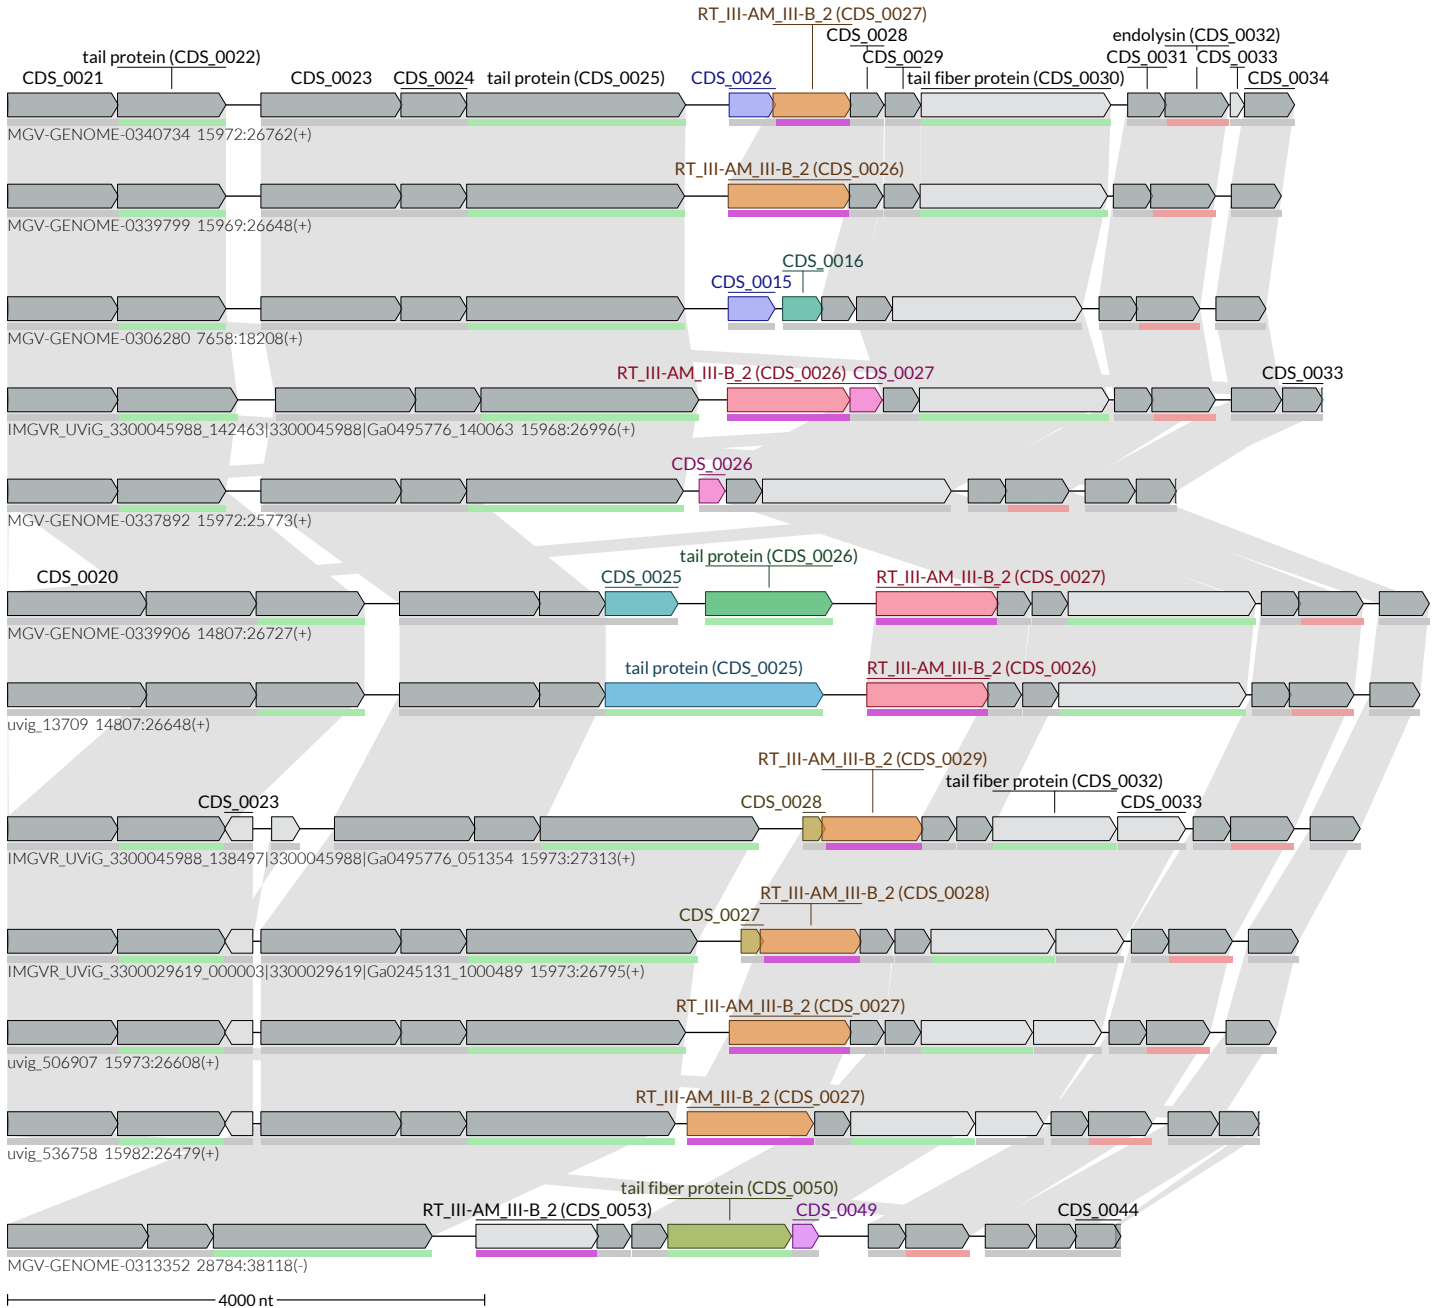 RT_III-AM_III-B_2 (CDS_0027)
CDS_0028
endolysin (CDS_0032)
tail protein (CDS_0022)
CDS_0029
CDS_0031
CDS_0033
CDS_0021
CDS_0023
CDS_0024
tail protein (CDS_0025)
CDS_0026
tail fiber protein (CDS_0030)
CDS_0034
MGV-GENOME-0340734 15972:26762(+)
RT_III-AM_III-B_2 (CDS_0026)
MGV-GENOME-0339799 15969:26648(+)
CDS_0016
CDS_0015
MGV-GENOME-0306280 7658:18208(+)
RT_III-AM_III-B_2 (CDS_0026)
CDS_0027
CDS_0033
IMGVR_UViG_3300045988_142463|3300045988|Ga0495776_140063 15968:26996(+)
CDS_0026
MGV-GENOME-0337892 15972:25773(+)
tail protein (CDS_0026)
CDS_0020
CDS_0025
RT_III-AM_III-B_2 (CDS_0027)
MGV-GENOME-0339906 14807:26727(+)
tail protein (CDS_0025)
RT_III-AM_III-B_2 (CDS_0026)
uvig_13709 14807:26648(+)
RT_III-AM_III-B_2 (CDS_0029)
tail fiber protein (CDS_0032)
CDS_0023
CDS_0028
CDS_0033
IMGVR_UViG_3300045988_138497|3300045988|Ga0495776_051354 15973:27313(+)
RT_III-AM_III-B_2 (CDS_0028)
CDS_0027
IMGVR_UViG_3300029619_000003|3300029619|Ga0245131_1000489 15973:26795(+)
RT_III-AM_III-B_2 (CDS_0027)
uvig_506907 15973:26608(+)
RT_III-AM_III-B_2 (CDS_0027)
uvig_536758 15982:26479(+)
tail fiber protein (CDS_0050)
RT_III-AM_III-B_2 (CDS_0053)
CDS_0049
CDS_0044
MGV-GENOME-0313352 28784:38118(-)
4000 nt